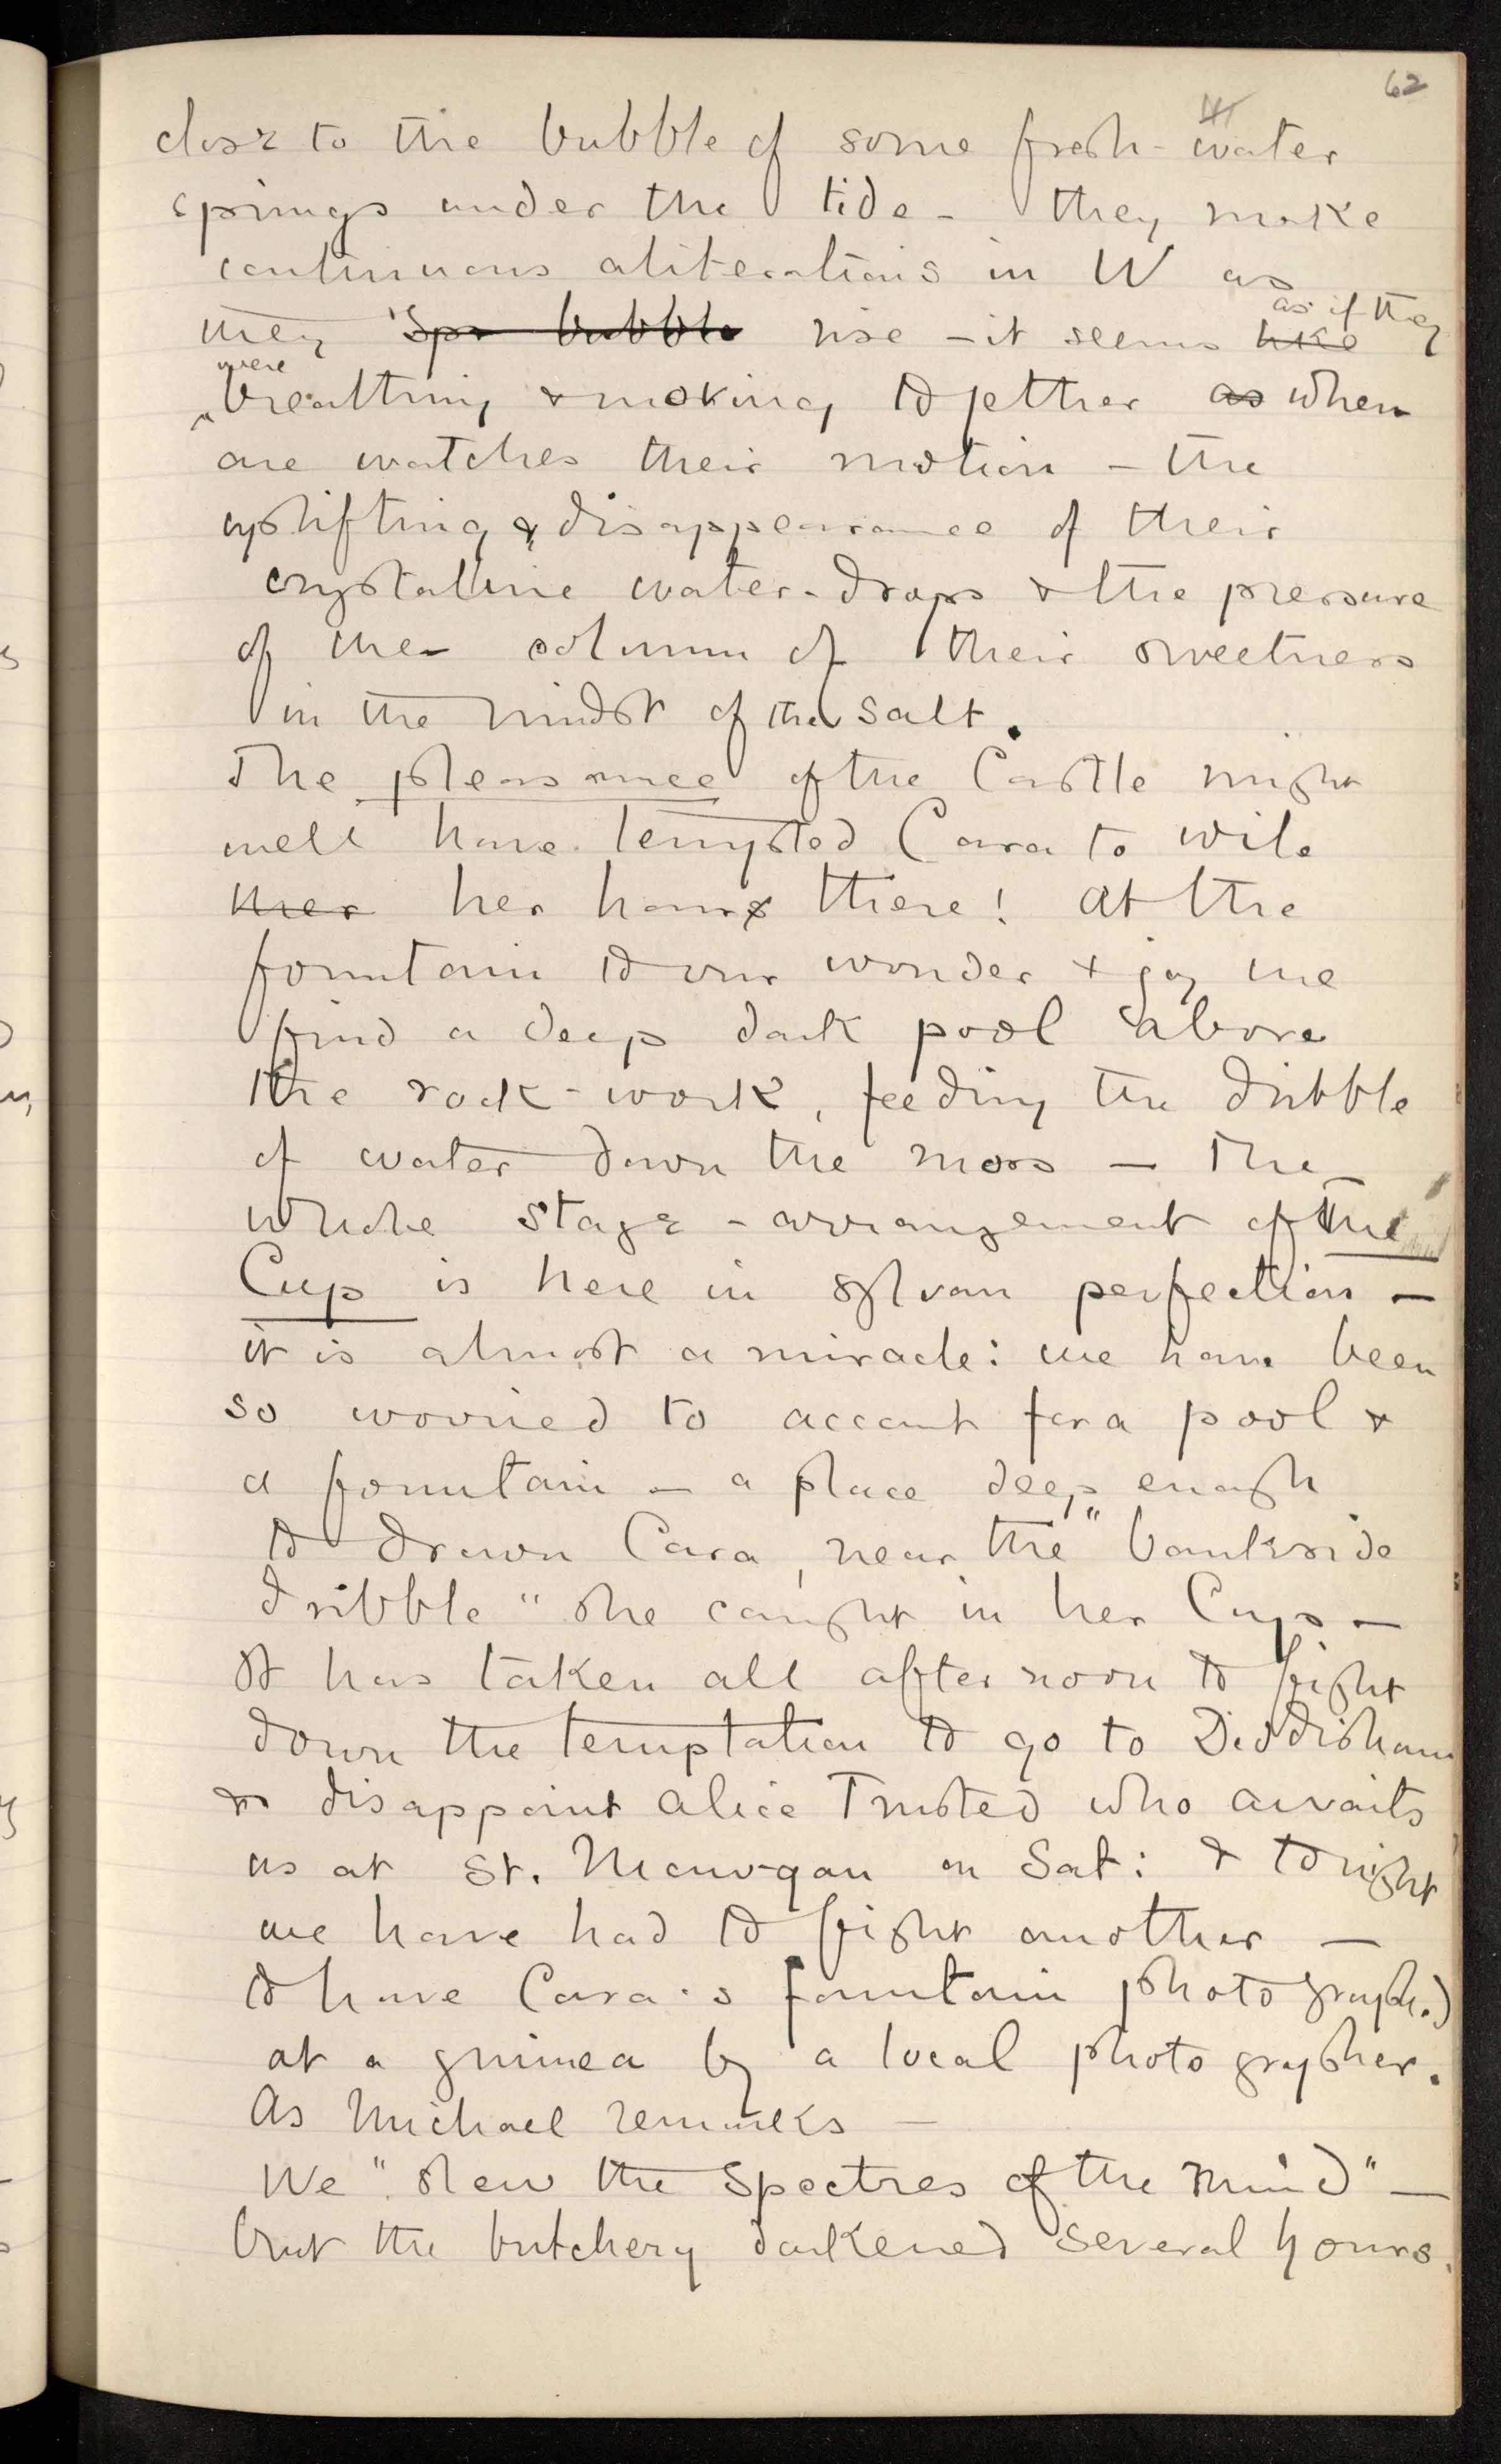 62
close to the bubble of some fresh-water
springs under the tide - they make
continuous aliterations in W as
they Spr bubble rise - it seems like as if they
were breathing & making together as when
one watches their motion - the
uplifting & disappearance of their
crystalline water-drops & the pressure
of the column of their sweetness
in the midst of the salt.
The pleasance of the Castle might
well have tempted Cara to wile
her hours there! At the
fountain to our wonder & joy we
find a deep dark pool above
the rock-work, feeding the dribble
of water down the moss - The
whole stage-arrangement of The
Cup is here in sylvan perfection -
it is almost a miracle: we have been
so worried to account for a pool &
a fountain - a place deep enough
to drown Cara, near the "bankside
dribble" she caught in her Cup -
It has taken all afternoon to fight
down the temptation to go to Diddisham
& disappoint Alice Trusted who awaits
us at St. Mawgan on Sat: & tonight
we have had to fight another -
to have Cara's fountain photograph.)
at a guinea by a local photographer.
As Michael remarks -
We "slew the Spectres of the Mind" -
but the butchery darkened several hours.